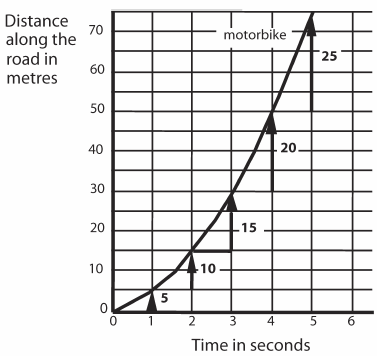 Distance
along the
road in
metres
motorbike
70
60
50
40
30
20
10
0
25
20
15
10
5
0 1 2 3 4 5 6
Time in seconds